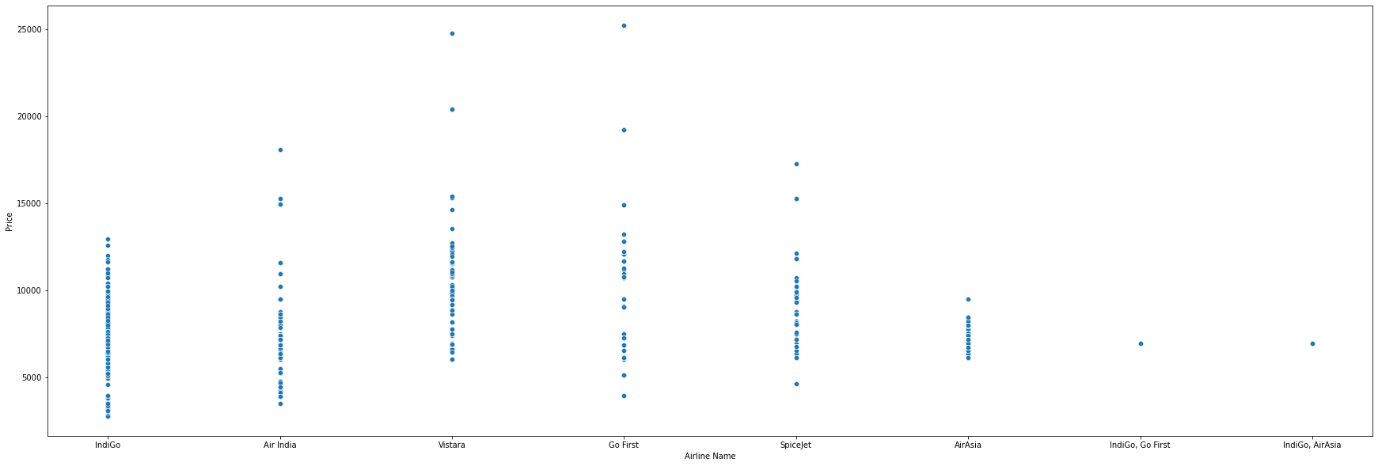 25000
20000
15000
10000
5000
Price
IndiGo Air India Vistara Go First SpiceJet AirAsia IndiGo, Go First IndiGo, AirAsia
Airline Name